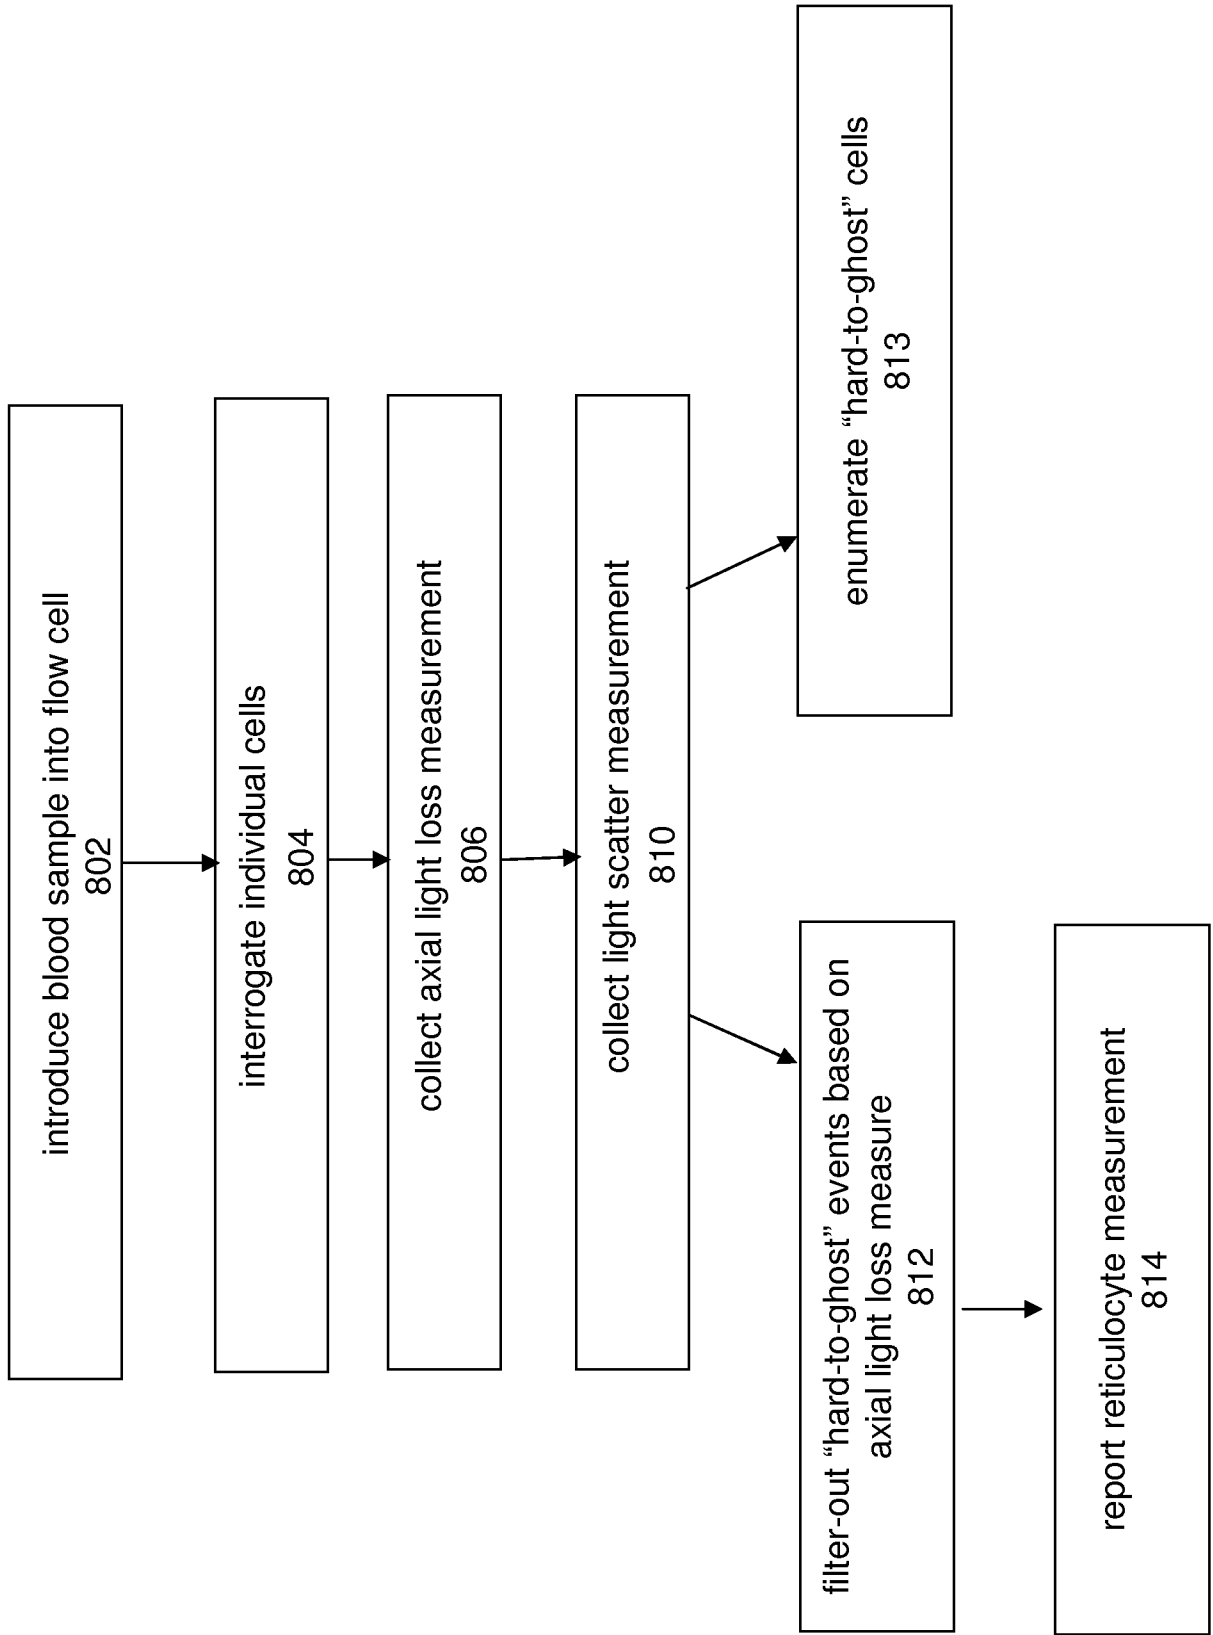 introduce blood sample into flow cell
802
interrogate individual cells
804
collect axial light loss measurement
806
collect light scatter measurement
810
filter-out “hard-to-ghost” events based on
axial light loss measure
812
enumerate “hard-to-ghost” cells
813
report reticulocyte measurement
814